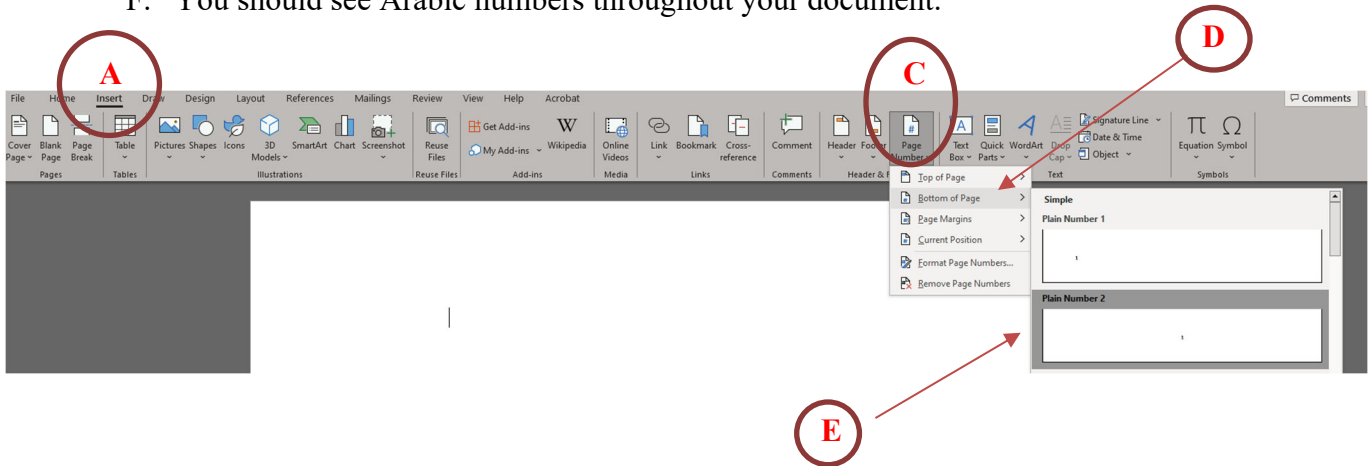 F. You should see Arabic numbers throughout your document.
D
A
C
File Home Insert Draw Design Layout References Mailings Review View Help Acrobat
Comments
Cover Page Blank Page Page Break
Table
Pictures Shapes Icons 3D Models SmartArt Chart Screenshot
Reuse Files
Get Add-ins
My Add-ins
W Wikipedia
Online Videos
Link Bookmark Cross-reference
Comment
Header Footer Page Number
Text Box Quick Parts WordArt Drop Cap
Signature Line
Date & Time
Object
π Ω
Equation Symbol
Pages Tables Illustrations Reuse Files Add-ins Media Links Comments Header & F Text Symbols
Top of Page
Bottom of Page
Page Margins
Current Position
Format Page Numbers...
Remove Page Numbers
Simple
Plain Number 1
1
Plain Number 2
1
E